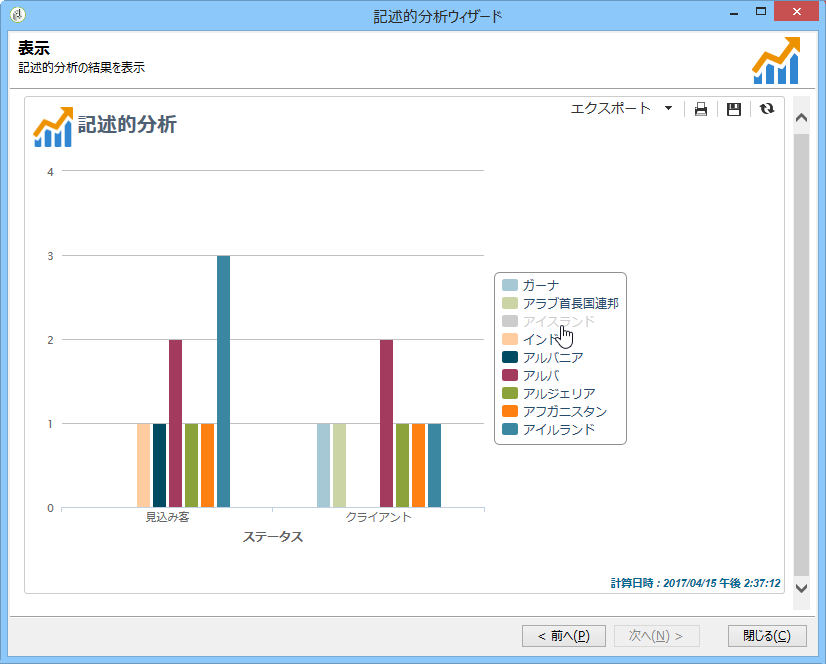 記述的分析ウィザード
表示
記述的分析の結果を表示
エクスポート
記述的分析
4
3
2
1
0
見込み客
クライアント
ステータス
ガーナ
アラブ首長国連邦
アイスランド
インド
アルバニア
アルバ
アルジェリア
アフガニスタン
アイルランド
計算日時 : 2017/04/15 午後 2:37:12
< 前へ(P)
次へ(N) >
閉じる(C)